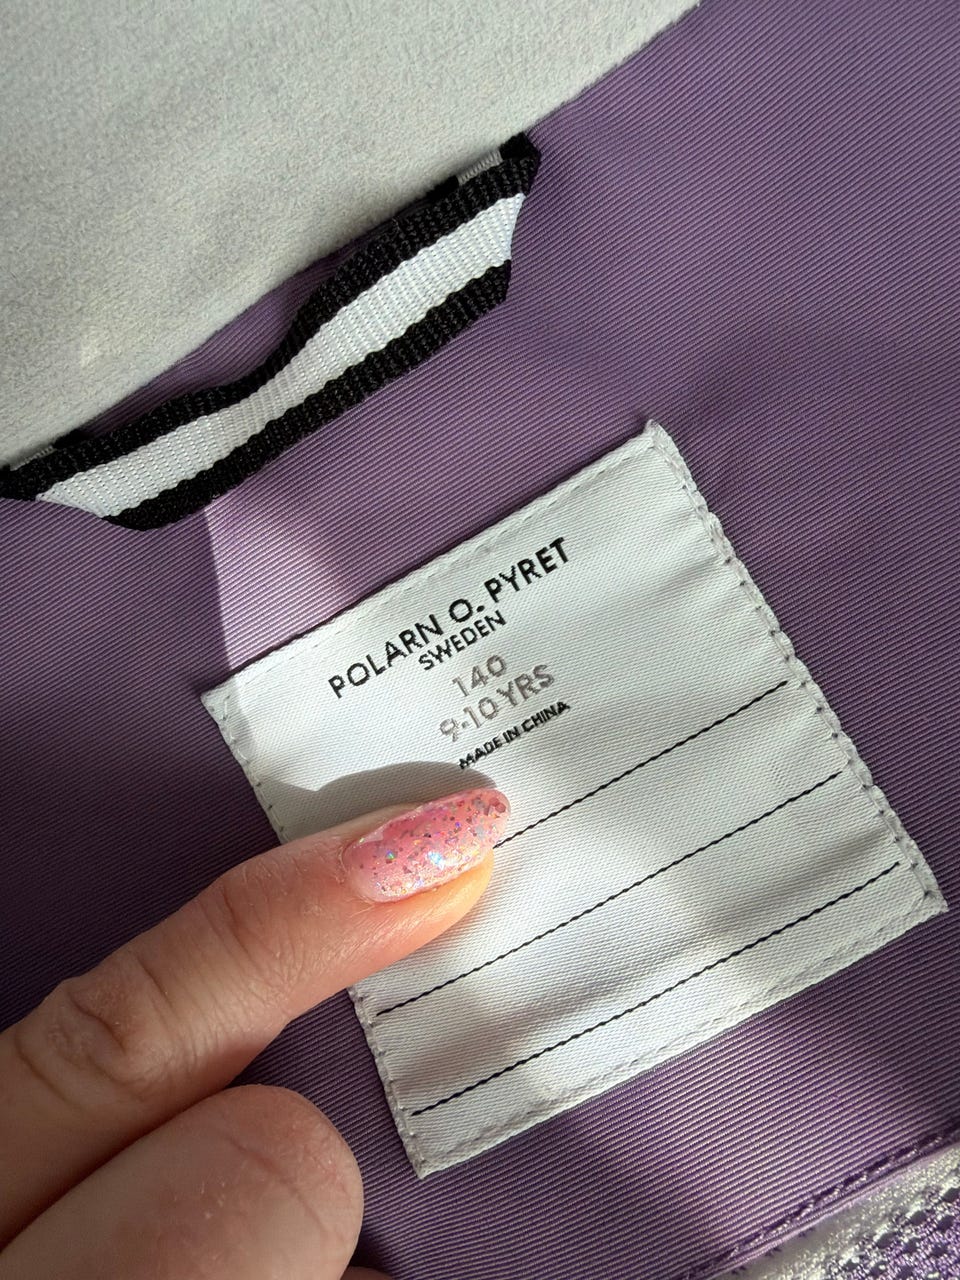 POLARN O. PYRET
SWEDEN
140
9-10 YRS
MADE IN CHINA